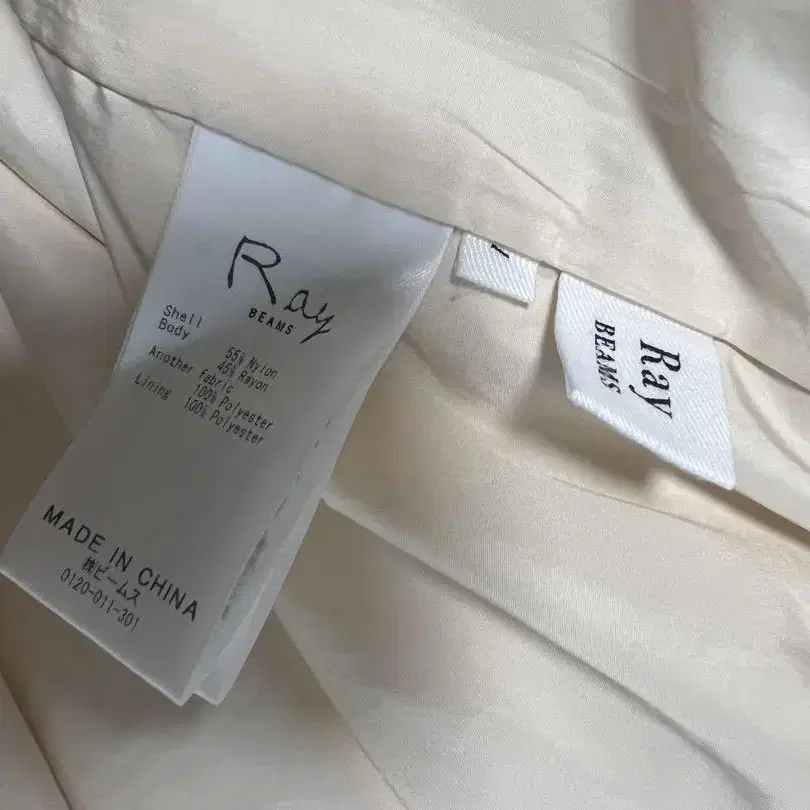 Ray
BEAMS
Shell
Body
55% Nylon
45% Rayon
Another fabric
100% Polyester
Lining 100% Polyester
MADE IN CHINA
㈱ビームス
0120-011-301
Ray
BEAMS